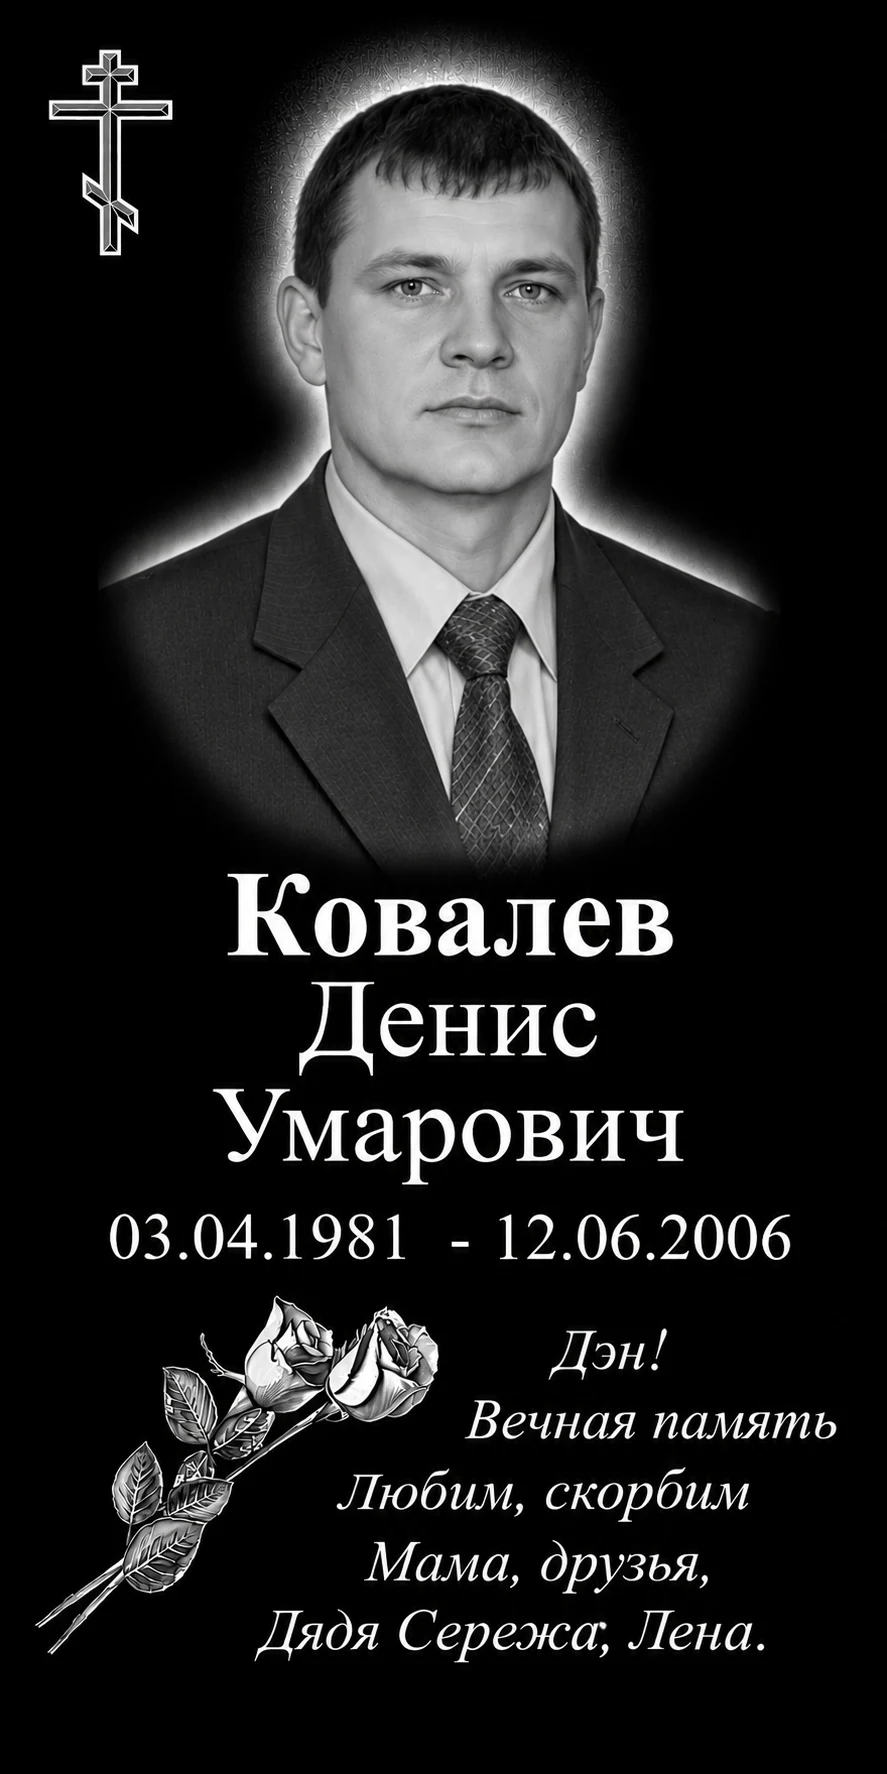 Ковалев
Денис
Умарович
03.04.1981 - 12.06.2006
Дэн!
Вечная память
Любим, скорбим
Мама, друзья,
Дядя Сережа; Лена.